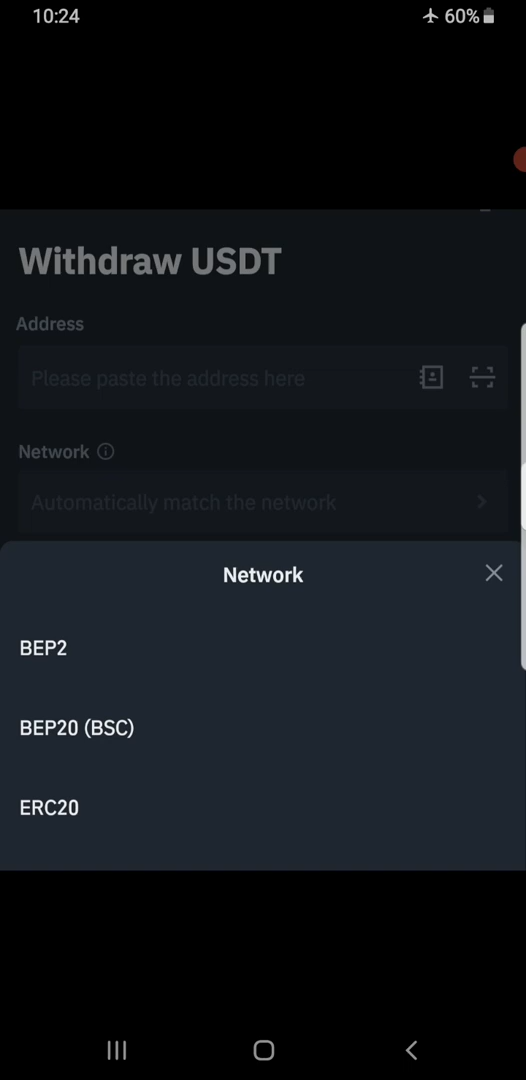 10:24
60%
Withdraw USDT
Address
Please paste the address here
Network
Automatically match the network
Network
BEP2
BEP20 (BSC)
ERC20